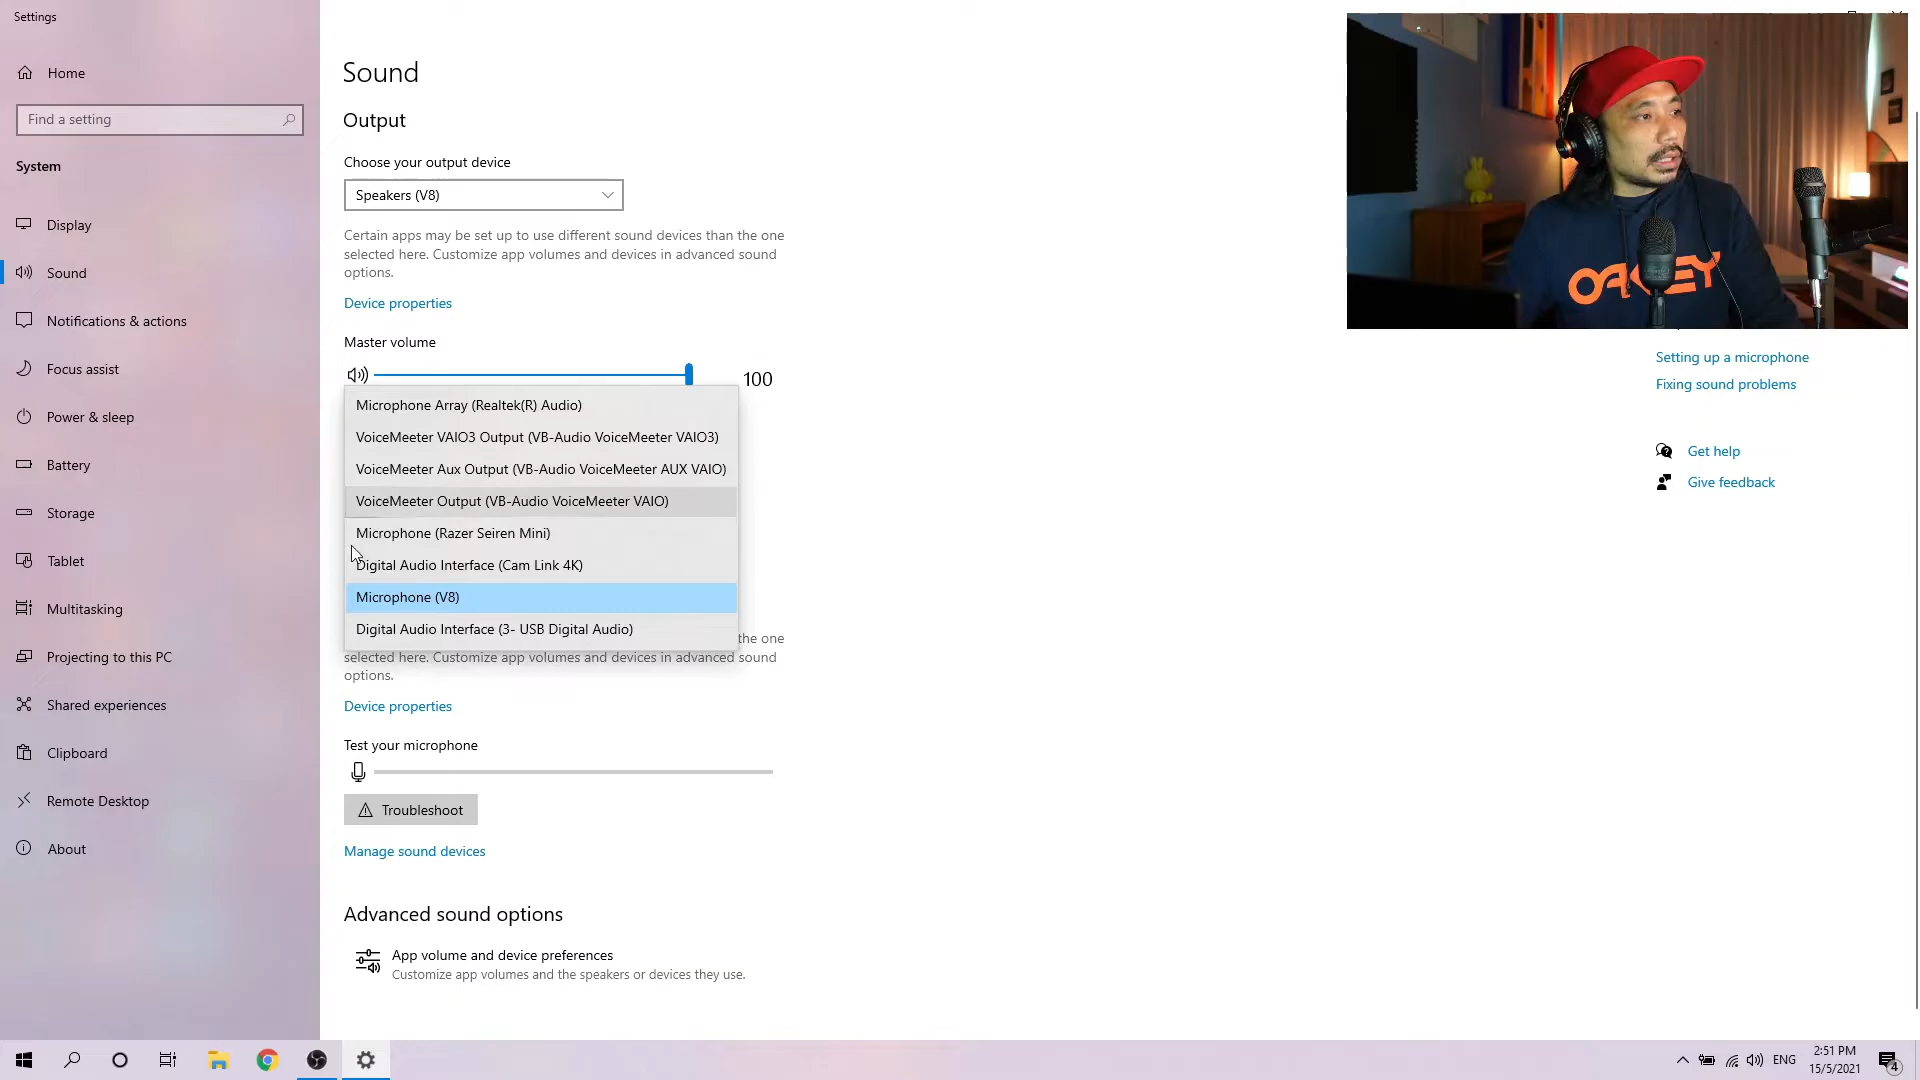 Settings
Home
Find a setting
System
Display
Sound
Notifications & actions
Focus assist
Power & sleep
Battery
Storage
Tablet
Multitasking
Projecting to this PC
Shared experiences
Clipboard
Remote Desktop
About
Sound
Output
Choose your output device
Speakers (V8)
Certain apps may be set up to use different sound devices than the one
selected here. Customize app volumes and devices in advanced sound
options.
Device properties
Master volume
100
Microphone Array (Realtek(R) Audio)
VoiceMeeter VAIO3 Output (VB-Audio VoiceMeeter VAIO3)
VoiceMeeter Aux Output (VB-Audio VoiceMeeter AUX VAIO)
VoiceMeeter Output (VB-Audio VoiceMeeter VAIO)
Microphone (Razer Seiren Mini)
Digital Audio Interface (Cam Link 4K)
Microphone (V8)
Digital Audio Interface (3- USB Digital Audio)
the one
selected here. Customize app volumes and devices in advanced sound
options.
Device properties
Test your microphone
Troubleshoot
Manage sound devices
Advanced sound options
App volume and device preferences
Customize app volumes and the speakers or devices they use.
Setting up a microphone
Fixing sound problems
Get help
Give feedback
ENG
2:51 PM
15/5/2021
4